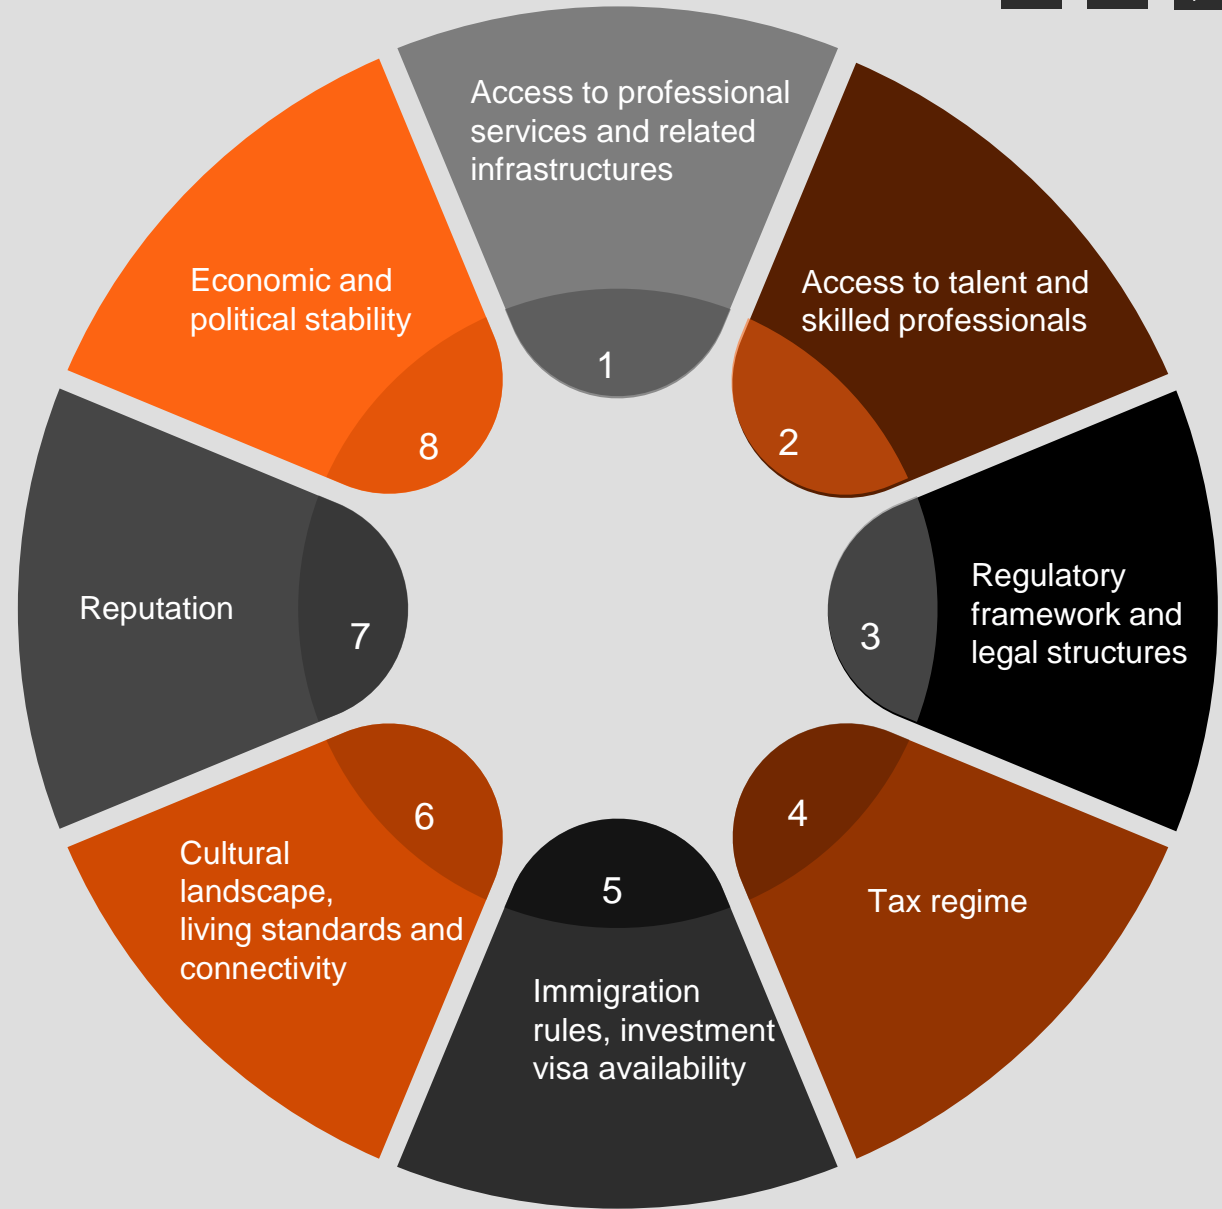 Access to professional
services and related
infrastructures
1
Access to talent and
skilled professionals
2
Regulatory
framework and
legal structures
3
Tax regime
4
Immigration
rules, investment
visa availability
5
Cultural
landscape,
living standards and
connectivity
6
Reputation
7
Economic and
political stability
8